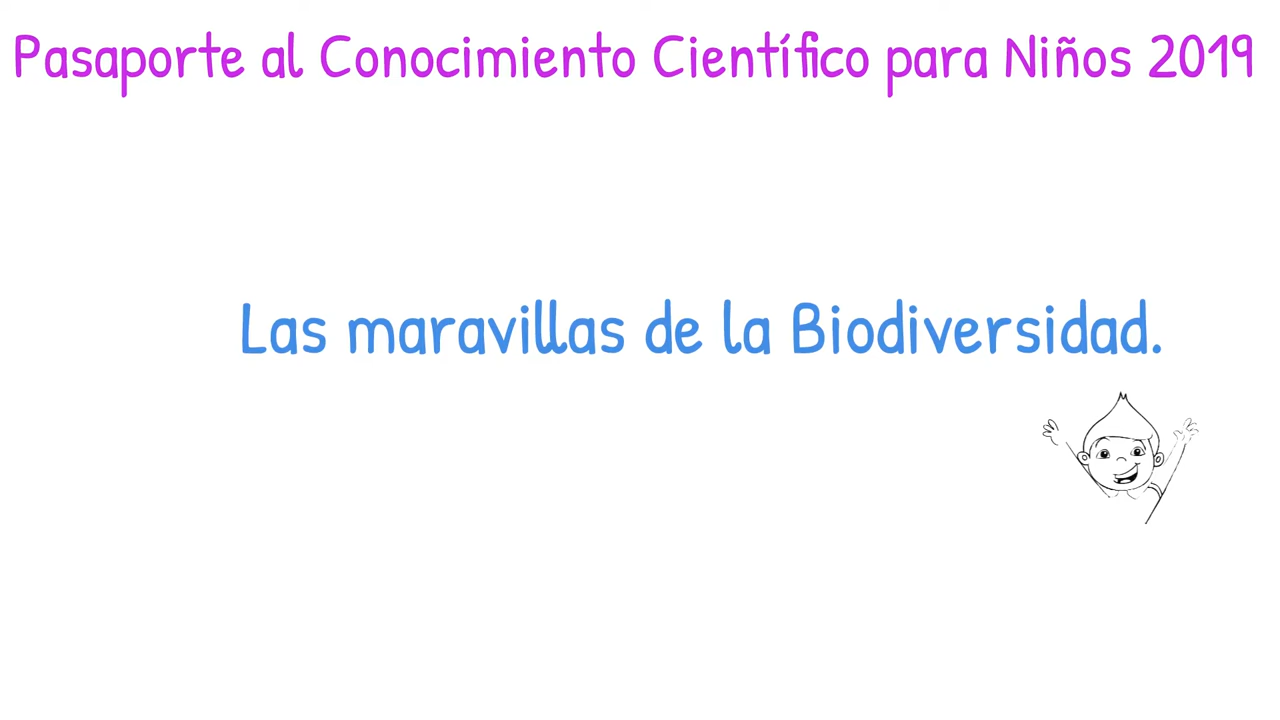 Pasaporte al Conocimiento Científico para Niños 2019
Las maravillas de la Biodiversidad.